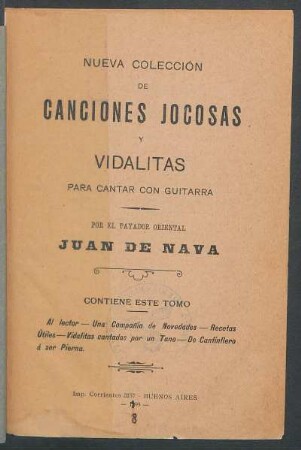 NUEVA COLECCIÓN
DE
CANCIONES JOCOSAS
Y
VIDALITAS
PARA CANTAR CON GUITARRA
POR EL PAYADOR ORIENTAL
JUAN DE NAVA
CONTIENE ESTE TOMO
Al lector — Una Compañía de Novedades — Recetas
Útiles — Vidalitas cantadas por un Tano — De Canfinflero
á ser Pierna.
Imp. Corrientes BUENOS AIRES
8